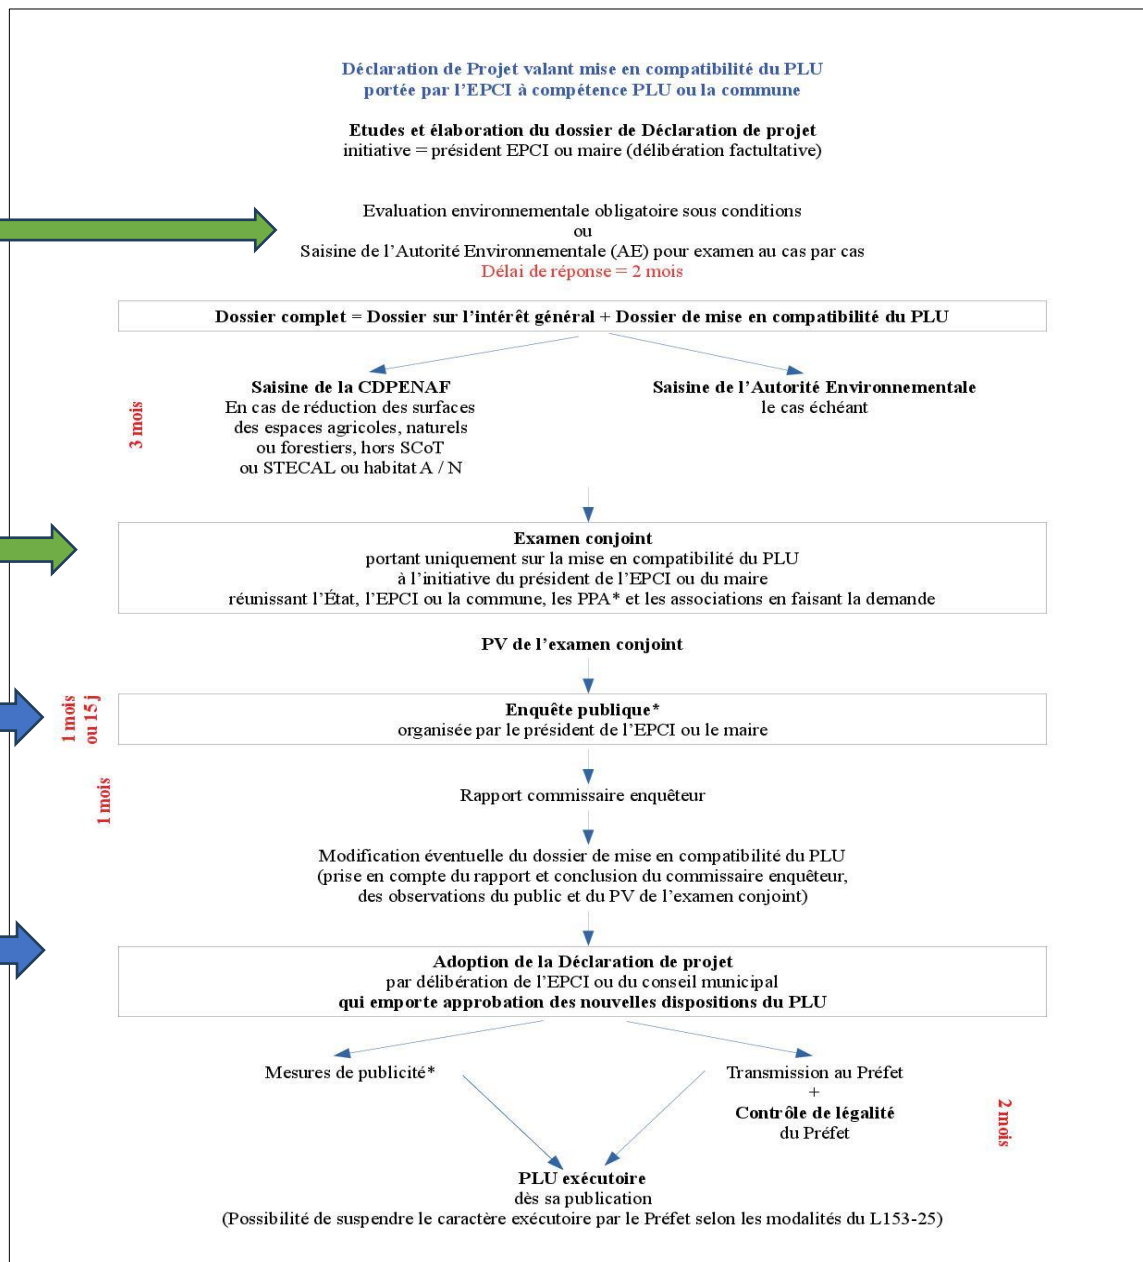 Déclaration de Projet valant mise en compatibilité du PLU
portée par l'EPCI à compétence PLU ou la commune
Etudes et élaboration du dossier de Déclaration de projet
initiative = président EPCI ou maire (délibération factultative)
Evaluation environnementale obligatoire sous conditions
ou
Saisine de l'Autorité Environnementale (AE) pour examen au cas par cas
Délai de réponse = 2 mois
Dossier complet = Dossier sur l'intérêt général + Dossier de mise en compatibilité du PLU
3 mois
Saisine de la CDPENAF
En cas de réduction des surfaces
des espaces agricoles, naturels
ou forestiers, hors SCoT
ou STECAL ou habitat A / N
Saisine de l'Autorité Environnementale
le cas échéant
Examen conjoint
portant uniquement sur la mise en compatibilité du PLU
à l'initiative du président de l'EPCI ou du maire
réunissant l'État, l'EPCI ou la commune, les PPA* et les associations en faisant la demande
PV de l'examen conjoint
1 mois
ou 15 j
Enquête publique*
organisée par le président de l'EPCI ou le maire
1 mois
Rapport commissaire enquêteur
Modification éventuelle du dossier de mise en compatibilité du PLU
(prise en compte du rapport et conclusion du commissaire enquêteur,
des observations du public et du PV de l'examen conjoint)
Adoption de la Déclaration de projet
par délibération de l'EPCI ou du conseil municipal
qui emporte approbation des nouvelles dispositions du PLU
Mesures de publicité*
Transmission au Préfet
+
Contrôle de légalité
du Préfet
2 mois
PLU exécutoire
dès sa publication
(Possibilité de suspendre le caractère exécutoire par le Préfet selon les modalités du L153-25)